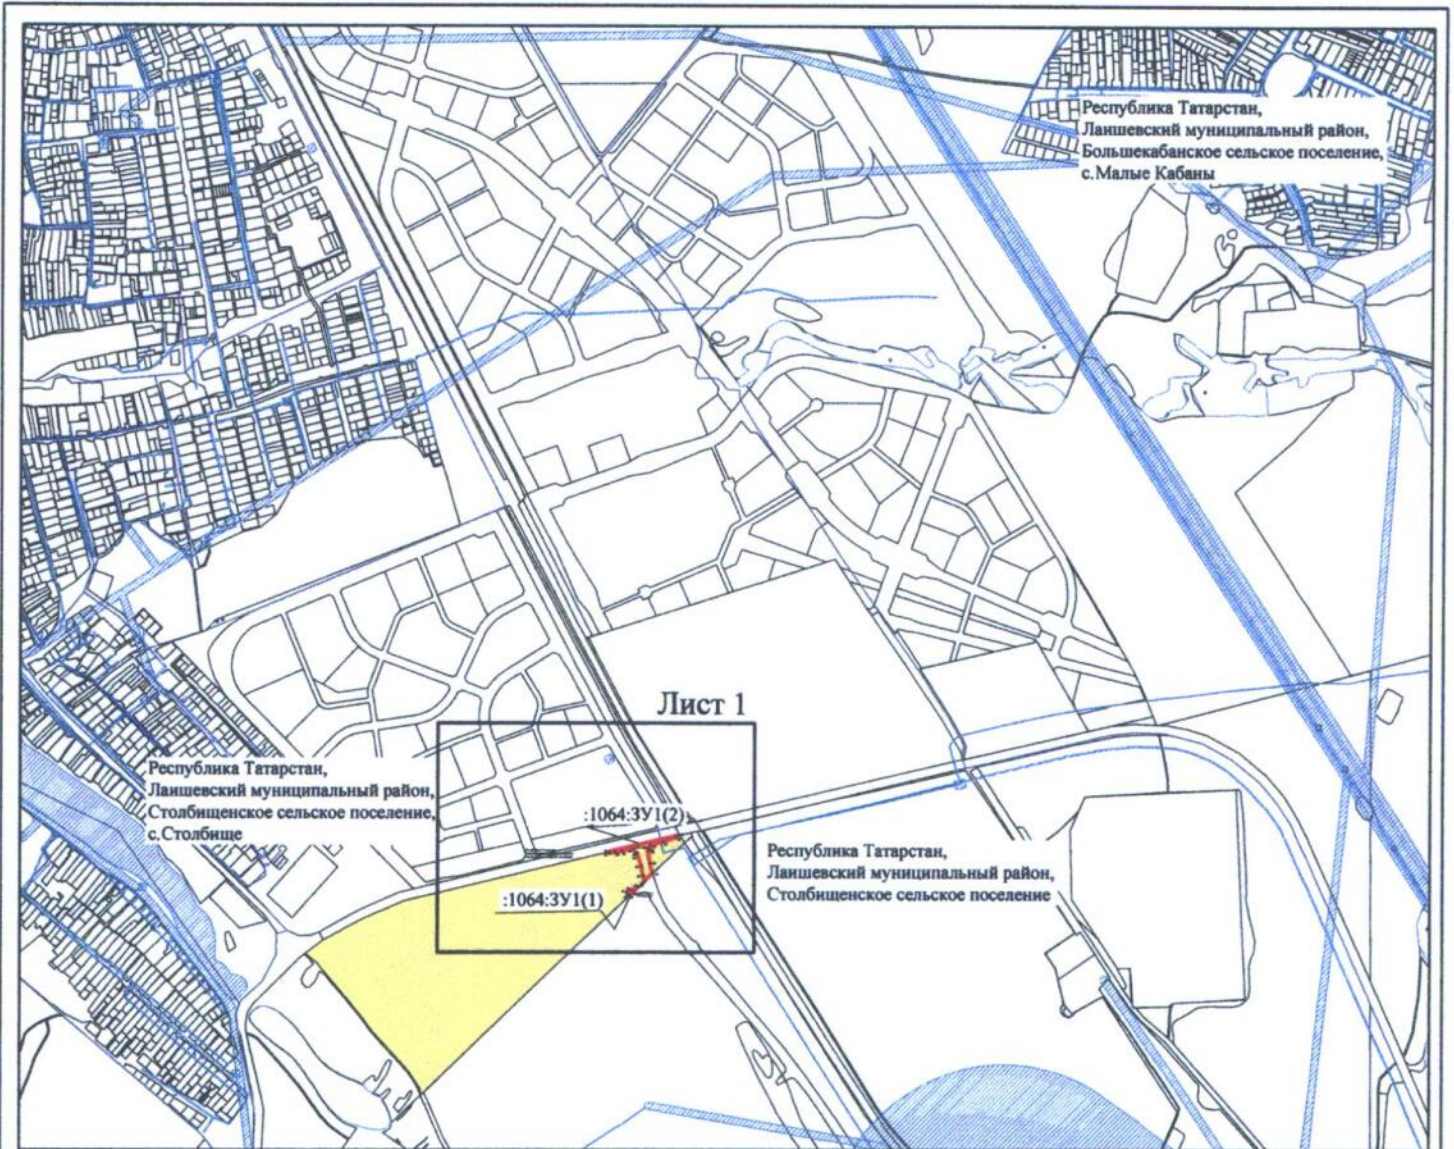 Республика Татарстан,
Лаишевский муниципальный район,
Большекабанское сельское поселение,
с.Малые Кабаны
Лист 1
Республика Татарстан,
Лаишевский муниципальный район,
Столбищенское сельское поселение,
с.Столбище
:1064:ЗУ1(2)
Республика Татарстан,
Лаишевский муниципальный район,
Столбищенское сельское поселение
:1064:ЗУ1(1)